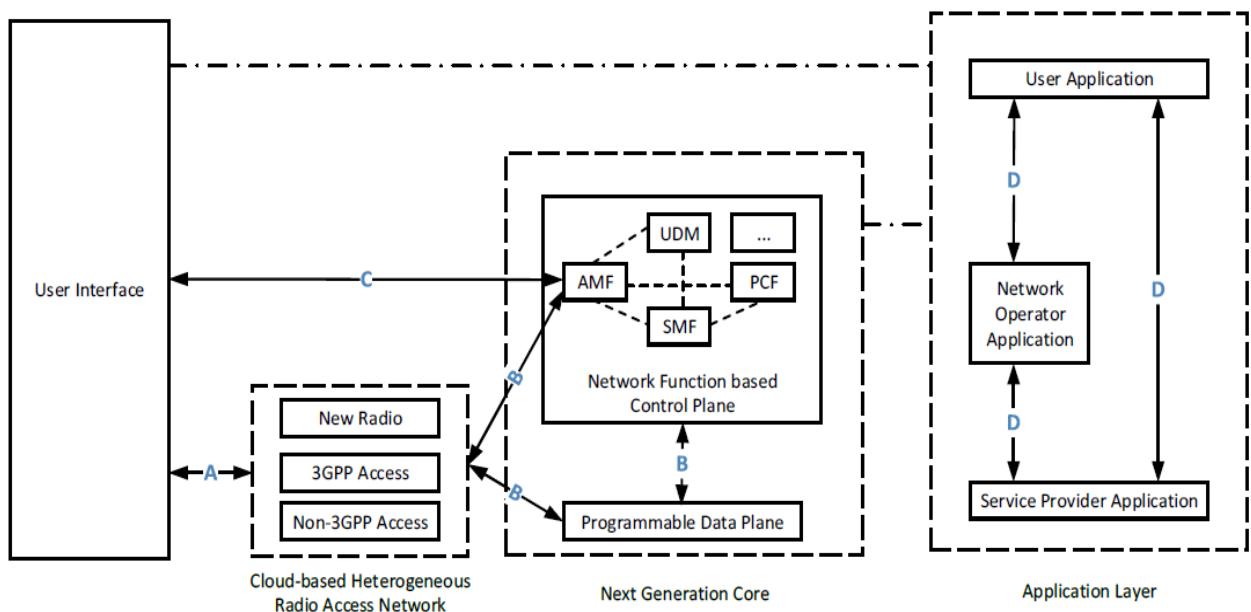 User Interface
C
A
New Radio
3GPP Access
Non-3GPP Access
Cloud-based Heterogeneous
Radio Access Network
B
B
B
UDM
...
AMF
PCF
SMF
Network Function based
Control Plane
Programmable Data Plane
Next Generation Core
User Application
D
D
Network
Operator
Application
D
Service Provider Application
Application Layer